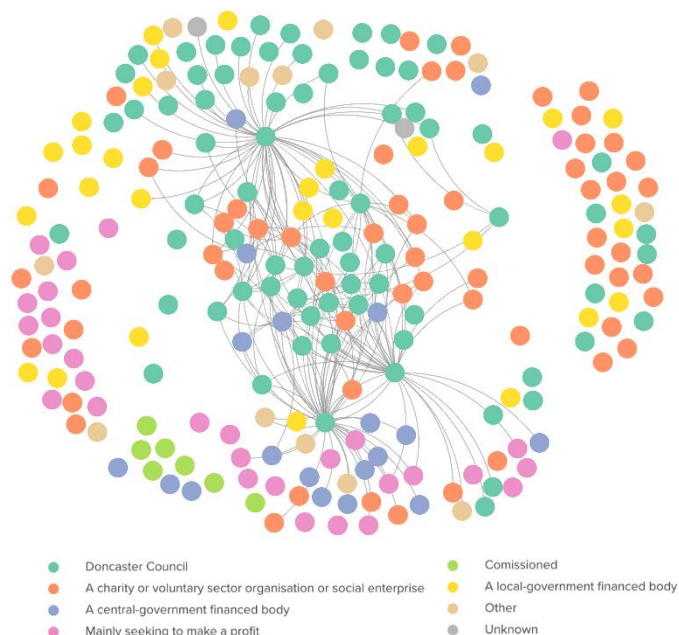 Doncaster Council
A charity or voluntary sector organisation or social enterprise
A central-government financed body
Mainly seeking to make a profit
Comissioned
A local-government financed body
Other
Unknown